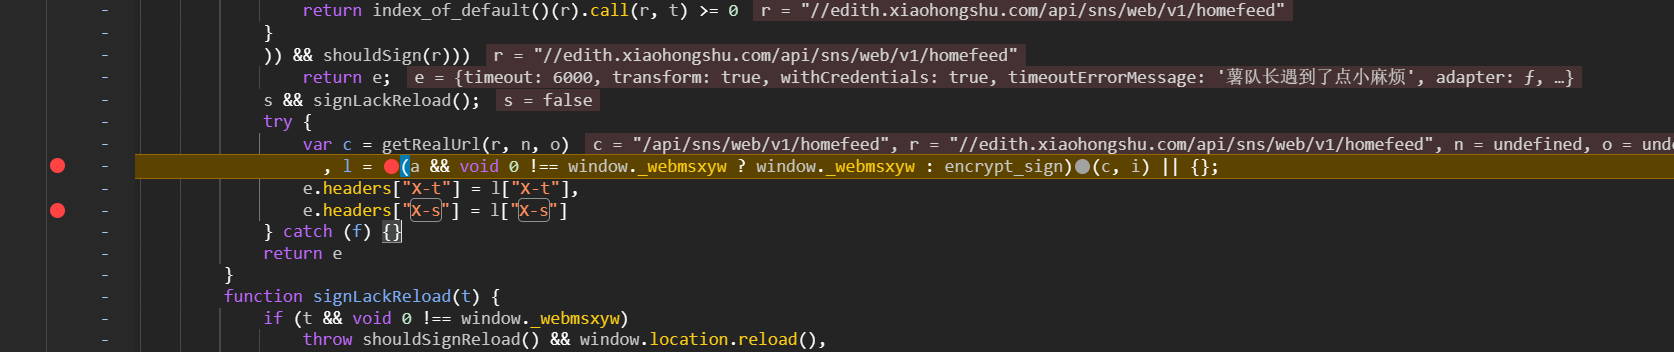 return index_of_default()(r).call(r, t) >= 0 r = "//edith.xiaohongshu.com/api/sns/web/v1/homefeed"
}
)) && shouldSign(r))) r = "//edith.xiaohongshu.com/api/sns/web/v1/homefeed"
return e; e = {timeout: 6000, transform: true, withCredentials: true, timeoutErrorMessage: '薯队长遇到了点小麻烦', adapter: ƒ, …}
s && signLackReload(); s = false
try {
var c = getRealUrl(r, n, o) c = "/api/sns/web/v1/homefeed", r = "//edith.xiaohongshu.com/api/sns/web/v1/homefeed", n = undefined, o = unde
, l = (a && void 0 !== window._webmsxyw ? window._webmsxyw : encrypt_sign)(c, i) || {};
e.headers["X-t"] = l["X-t"],
e.headers["X-s"] = l["X-s"]
} catch (f) {}
return e
}
function signLackReload(t) {
if (t && void 0 !== window._webmsxyw)
throw shouldSignReload() && window.location.reload(),